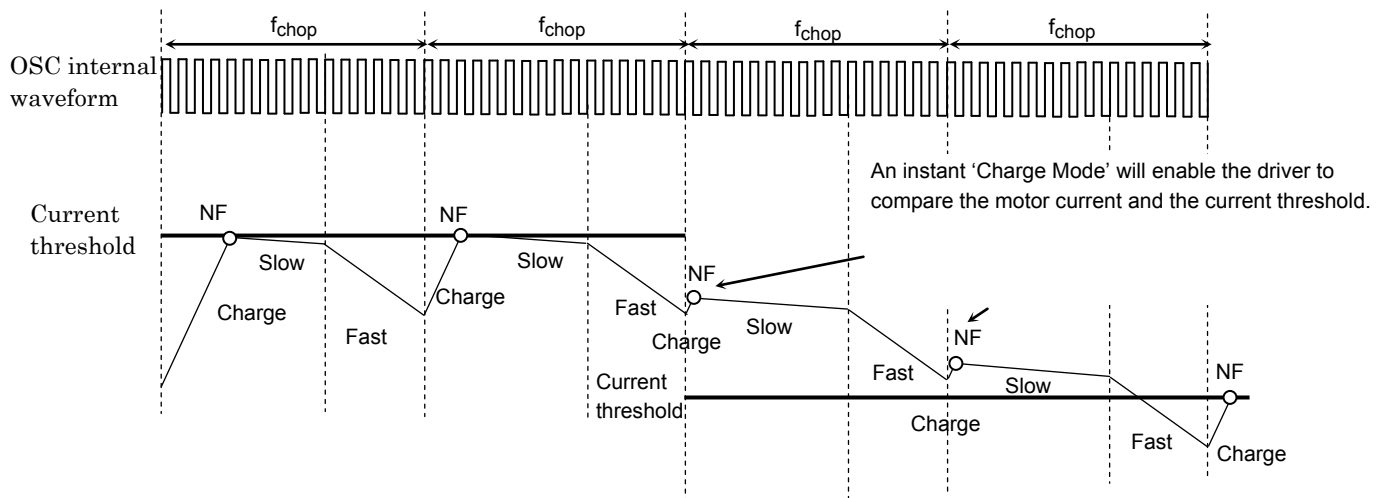 fchop
fchop
fchop
fchop
OSC internal
waveform
An instant ‘Charge Mode’ will enable the driver to
compare the motor current and the current threshold.
Current
threshold
NF
NF
Slow
Slow
Charge
Charge
Fast
Fast
NF
Charge
Slow
Fast
NF
Slow
NF
Current
threshold
Charge
Fast
Charge